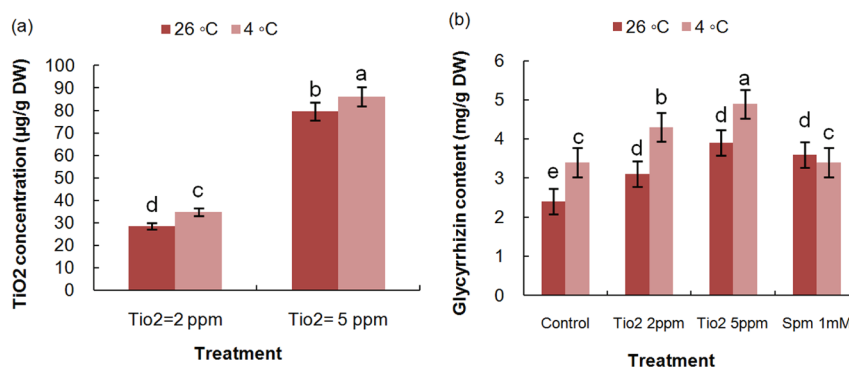 (a)
26 ◦C 4 ◦C
TiO2 concentration (µg/g DW)
100
90
80
70
60
50
40
30
20
10
0
d c b a
Tio2=2 ppm Tio2= 5 ppm
Treatment
(b)
26 ◦C 4 ◦C
Glycyrrhizin content (mg/g DW)
6
5
4
3
2
1
0
e c d b d a d c
Control Tio2 2ppm Tio2 5ppm Spm 1mM
Treatment